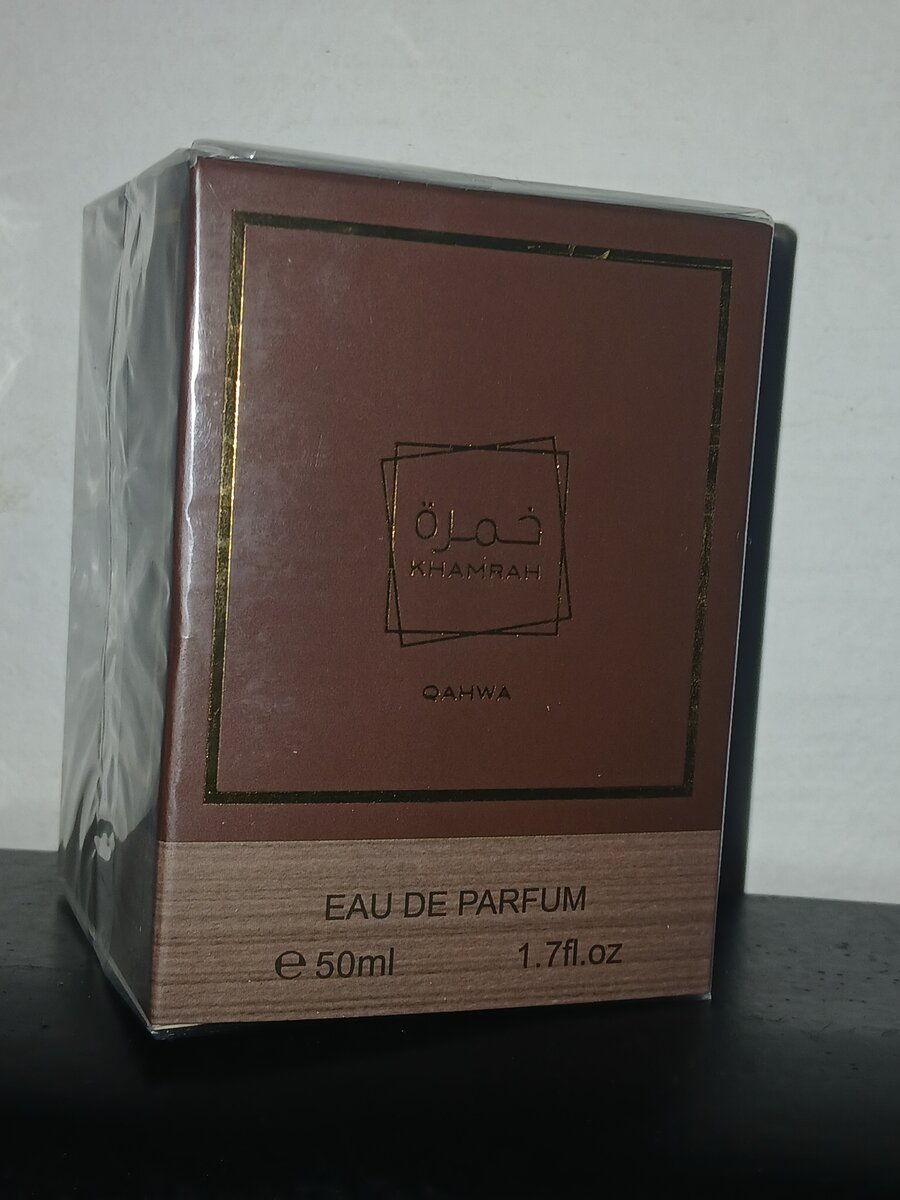 خمرة
KHAMRAH
QAHWA
EAU DE PARFUM
℮ 50ml 1.7fl.oz